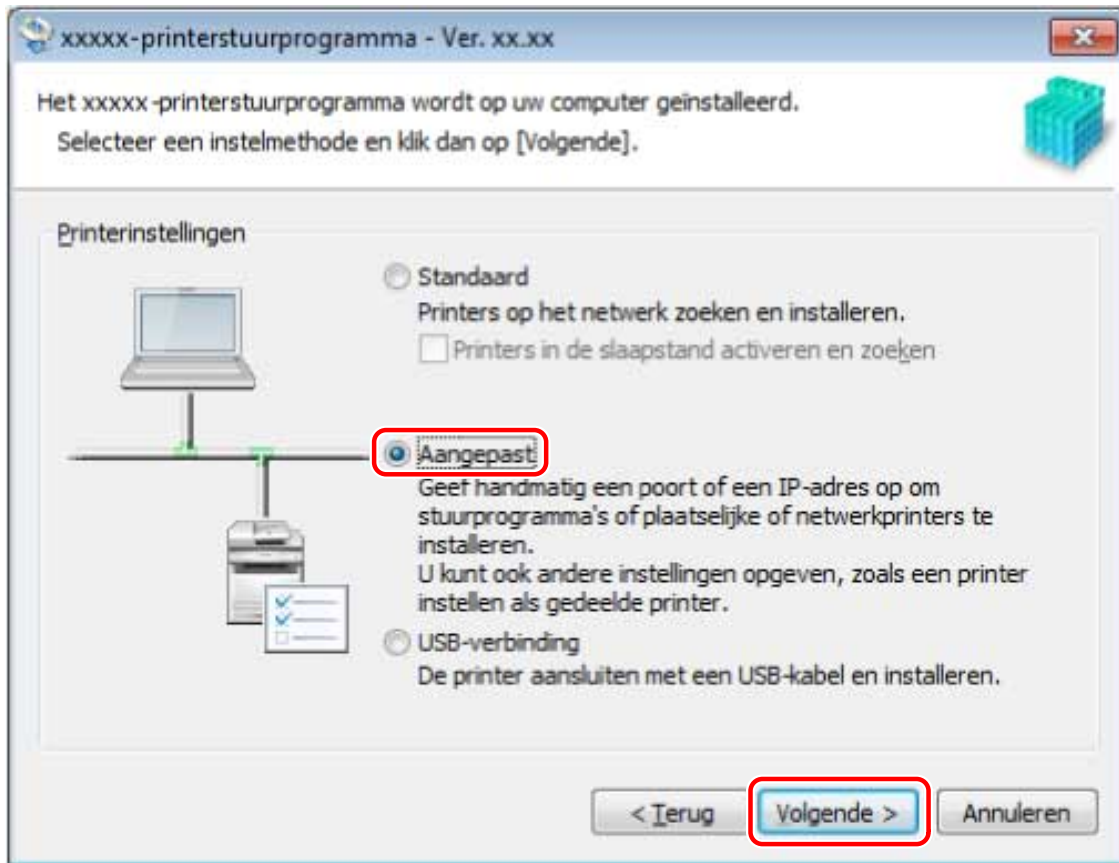 xxxxx-printerstuurprogramma - Ver. xx.xx
Het xxxxx-printerstuurprogramma wordt op uw computer geïnstalleerd.
Selecteer een instelmethode en klik dan op [Volgende].
Printerinstellingen
Standaard
Printers op het netwerk zoeken en installeren.
Printers in de slaapstand activeren en zoeken
Aangepast
Geef handmatig een poort of een IP-adres op om
stuurprogramma's of plaatselijke of netwerkprinters te
installeren.
U kunt ook andere instellingen opgeven, zoals een printer
instellen als gedeelde printer.
USB-verbinding
De printer aansluiten met een USB-kabel en installeren.
< Terug
Volgende >
Annuleren